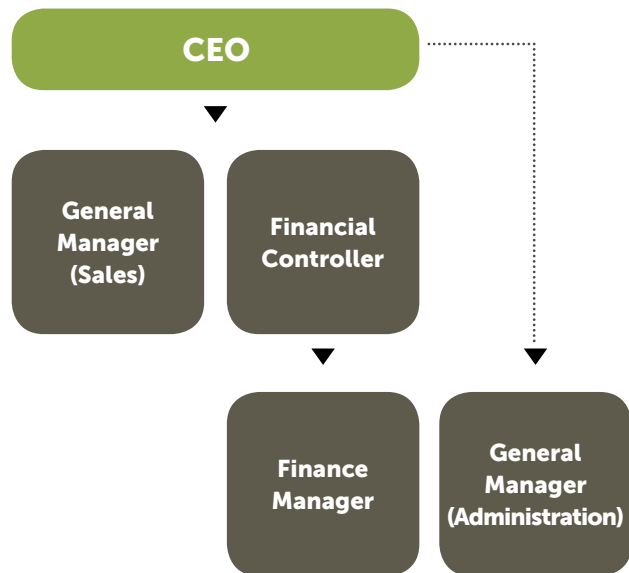 CEO
General
Manager
(Sales)
Financial
Controller
Finance
Manager
General
Manager
(Administration)